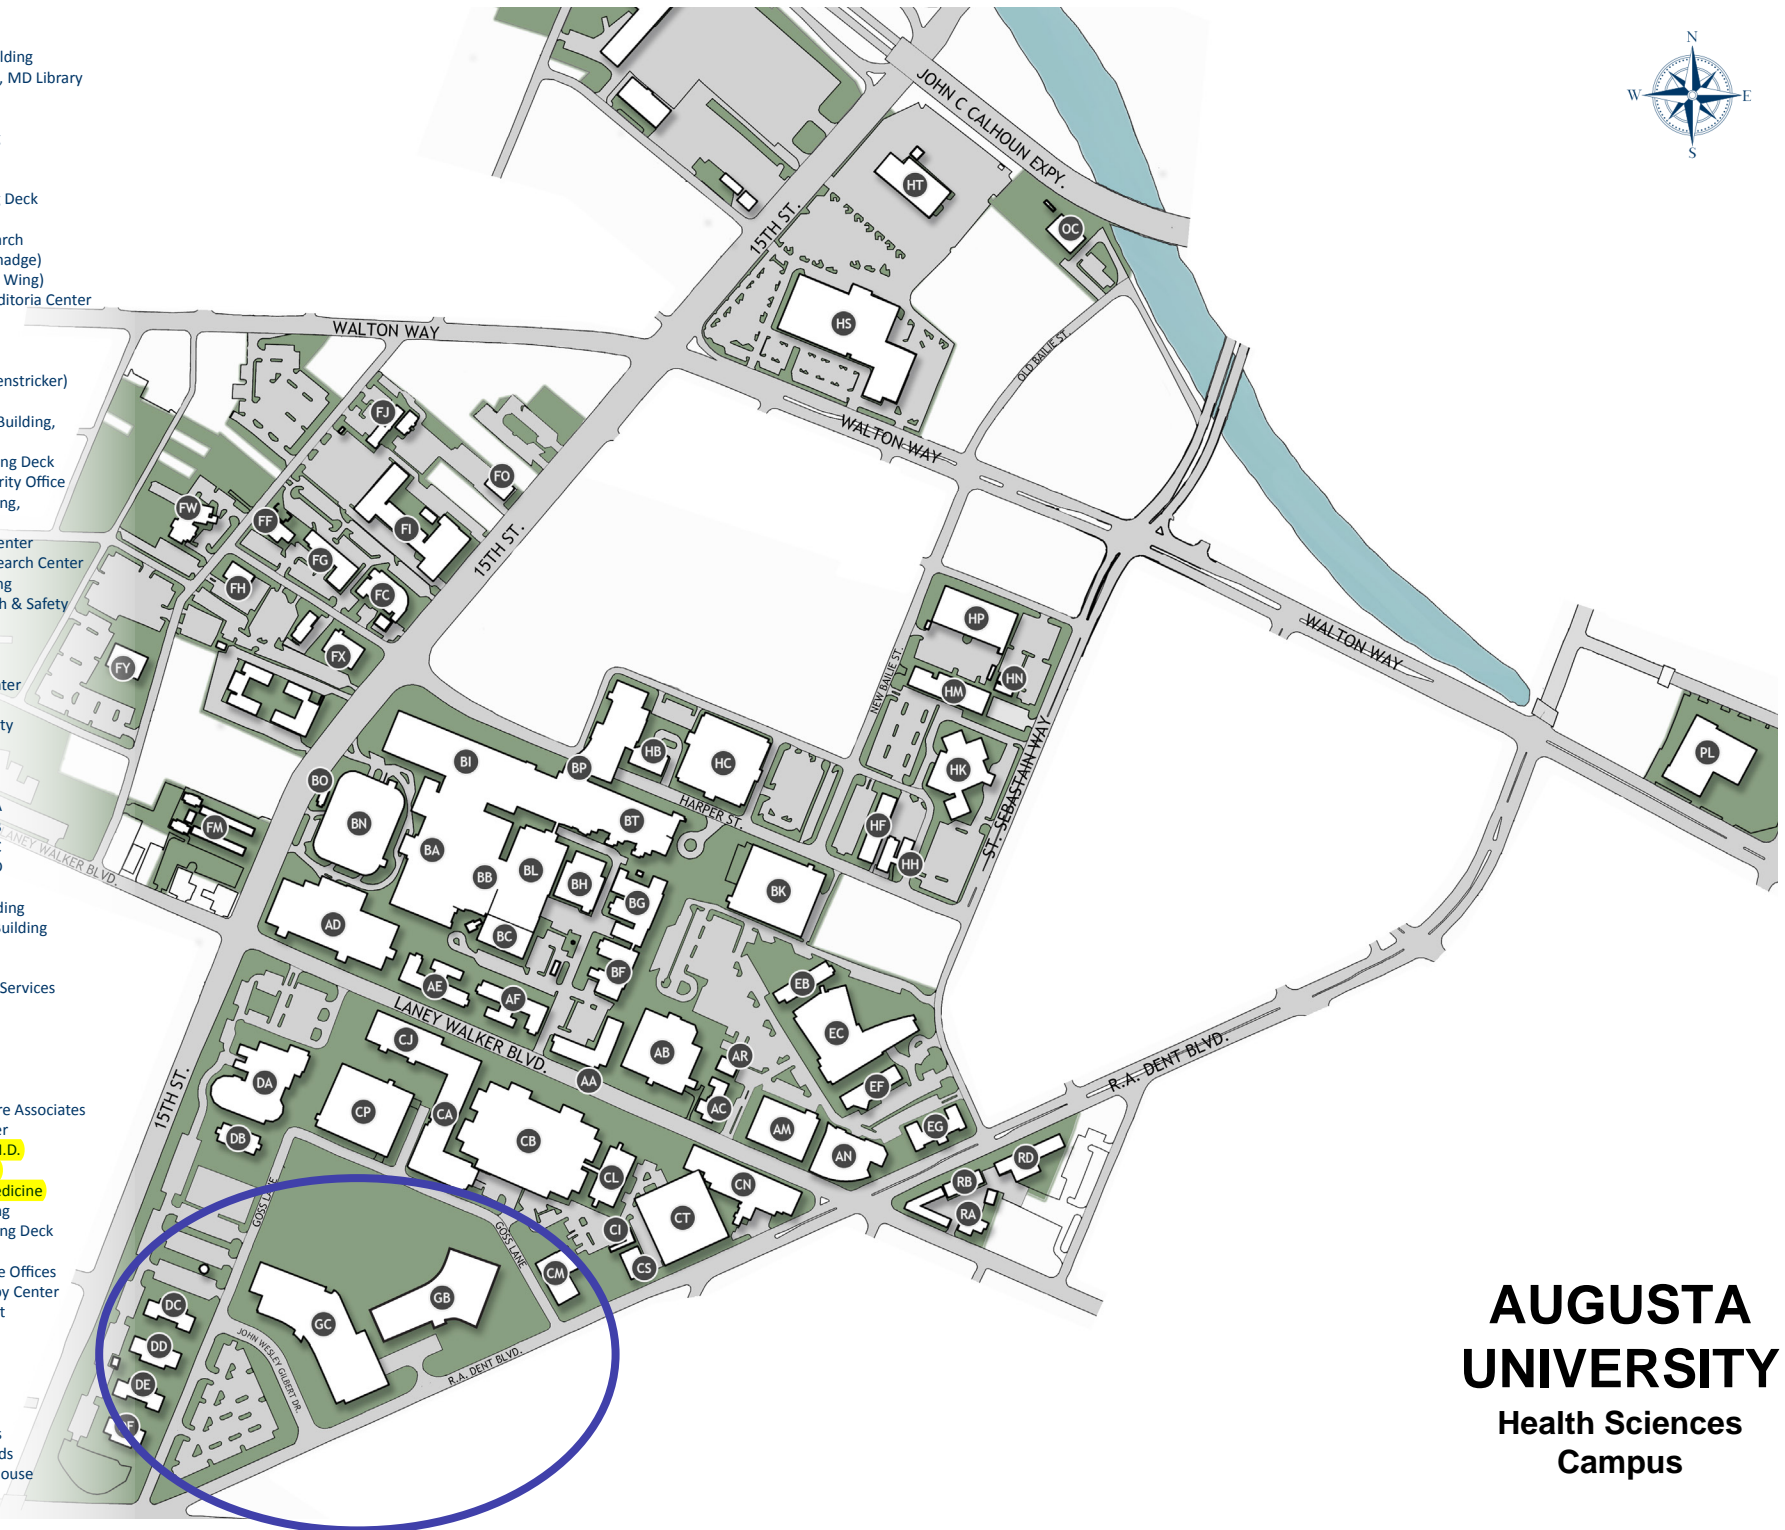 lding
, MD Library
Deck
arch
nadge)
Wing)
ditoria Center
enstricker)
Building,
ng Deck
rity Office
ng,
enter
earch Center
ng
h & Safety
ter
ty
A
D
ding
Building
Services
re Associates
er
I.D.
edicine
ng
ng Deck
e Offices
py Center
t
s
ds
ouse
N
W
E
S
JOHN C CALHOUN EXPY.
HT
OC
15TH ST.
HS
WALTON WAY
OLD BAILIE ST.
FJ
WALTON WAY
FO
FW
FF
FI
15TH ST.
FG
FH
FC
HP
WALTON WAY
FX
FY
NEW BAILIE ST.
HN
HM
ST. SEBASTAIN WAY
BI
HB
HC
BP
HK
PL
BO
HARPER ST.
BN
BT
HF
FM
LANEY WALKER BLVD.
BA
BB
BL
BH
BG
BK
HH
AD
BC
BF
AE
AF
EB
LANEY WALKER BLVD.
EC
CJ
AB
AR
R.A. DENT BLVD.
DA
AA
EF
15TH ST.
CP
CA
AC
CB
AM
EG
DB
AN
RD
CL
CN
RB
GOSS LANE
CT
RA
CI
GOSS LANE
CS
CM
GB
DC
GC
DD
JOHN WESLEY GILBERT DR.
R.A. DENT BLVD.
DE
AUGUSTA
UNIVERSITY
Health Sciences
Campus